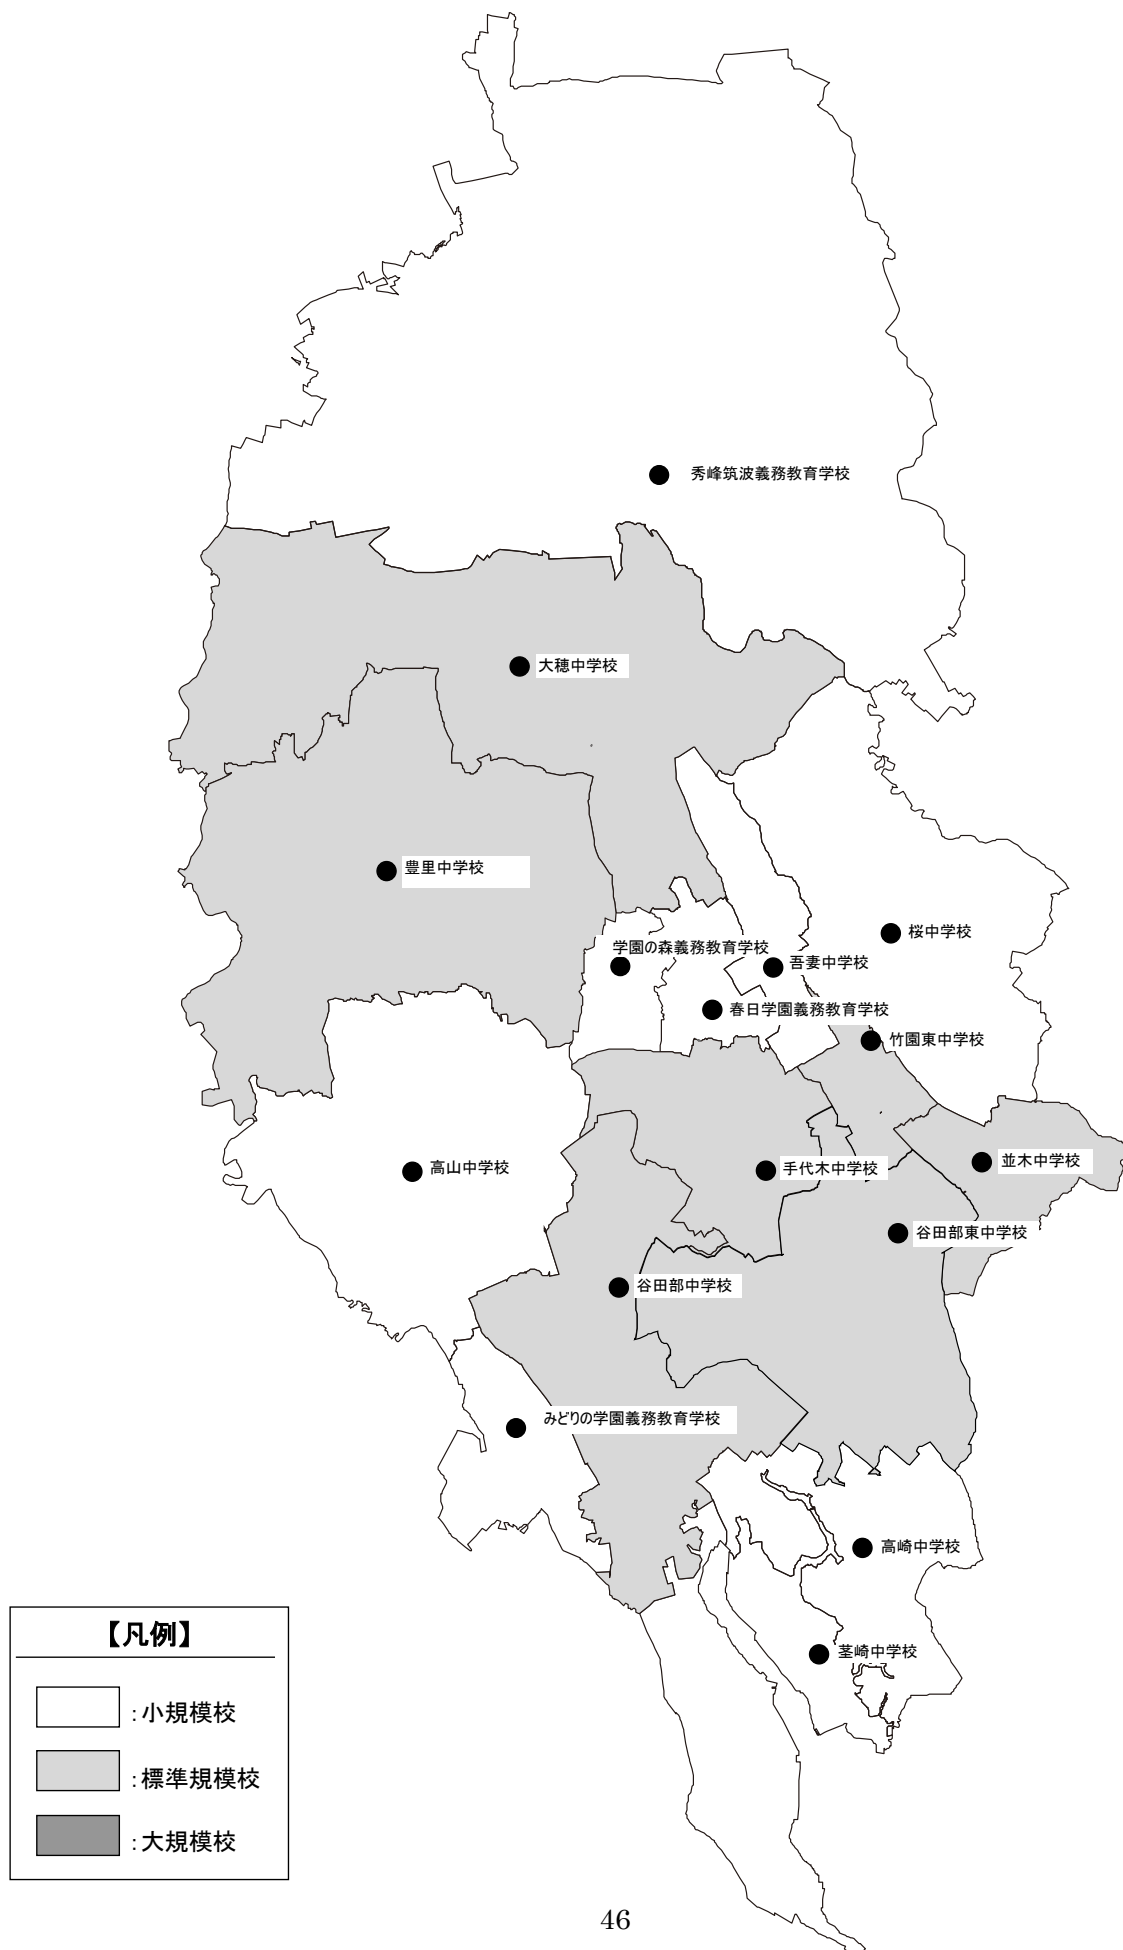 秀峰筑波義務教育学校
大穂中学校
豊里中学校
桜中学校
学園の森義務教育学校
吾妻中学校
春日学園義務教育学校
竹園東中学校
並木中学校
高山中学校
手代木中学校
谷田部東中学校
谷田部中学校
みどりの学園義務教育学校
高崎中学校
茎崎中学校
【凡例】
：小規模校
：標準規模校
：大規模校
46